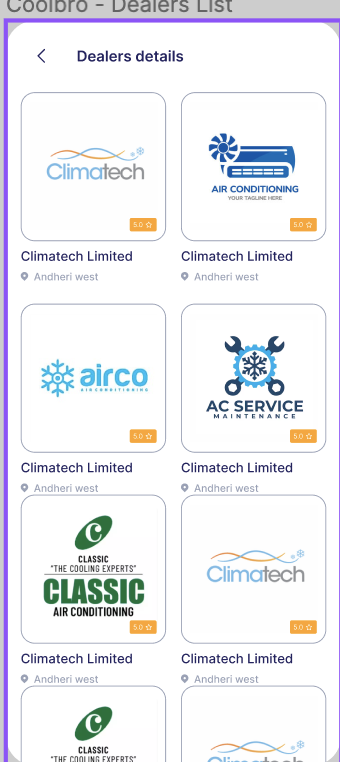 Coolbro - Dealers List
Dealers details
Climatech
AIR CONDITIONING
YOUR TAGLINE HERE
5.0
5.0
Climatech Limited
Climatech Limited
Andheri west
Andheri west
airco
AIR CONDITIONING
AC SERVICE
MAINTENANCE
5.0
5.0
Climatech Limited
Climatech Limited
Andheri west
Andheri west
C
CLASSIC
"THE COOLING EXPERTS"
CLASSIC
AIR CONDITIONING
Climatech
5.0
5.0
Climatech Limited
Climatech Limited
Andheri west
Andheri west
C
CLASSIC
"THE COOLING EXPERTS"
Climatech